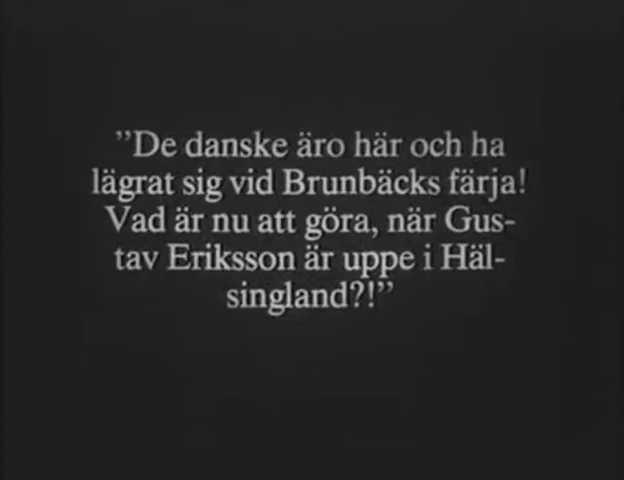 ”De danske äro här och ha
lägrat sig vid Brunbäcks färja!
Vad är nu att göra, när Gus-
tav Eriksson är uppe i Häl-
singland?!”